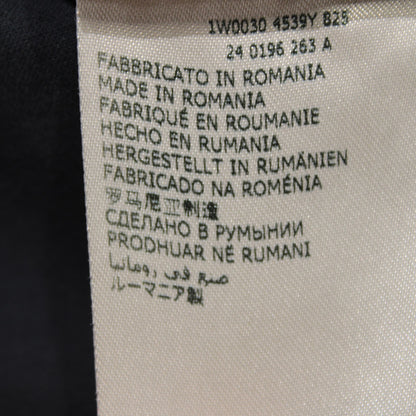 1W0030 4539Y 825
24 0196 263 A
FABBRICATO IN ROMANIA
MADE IN ROMANIA
FABRIQUÉ EN ROUMANIE
HECHO EN RUMANIA
HERGESTELLT IN RUMÄNIEN
FABRICADO NA ROMÉNIA
罗马尼亚制造
СДЕЛАНО В РУМЫНИИ
PRODHUAR NË RUMANI
صنع في رومانيا
ルーマニア製